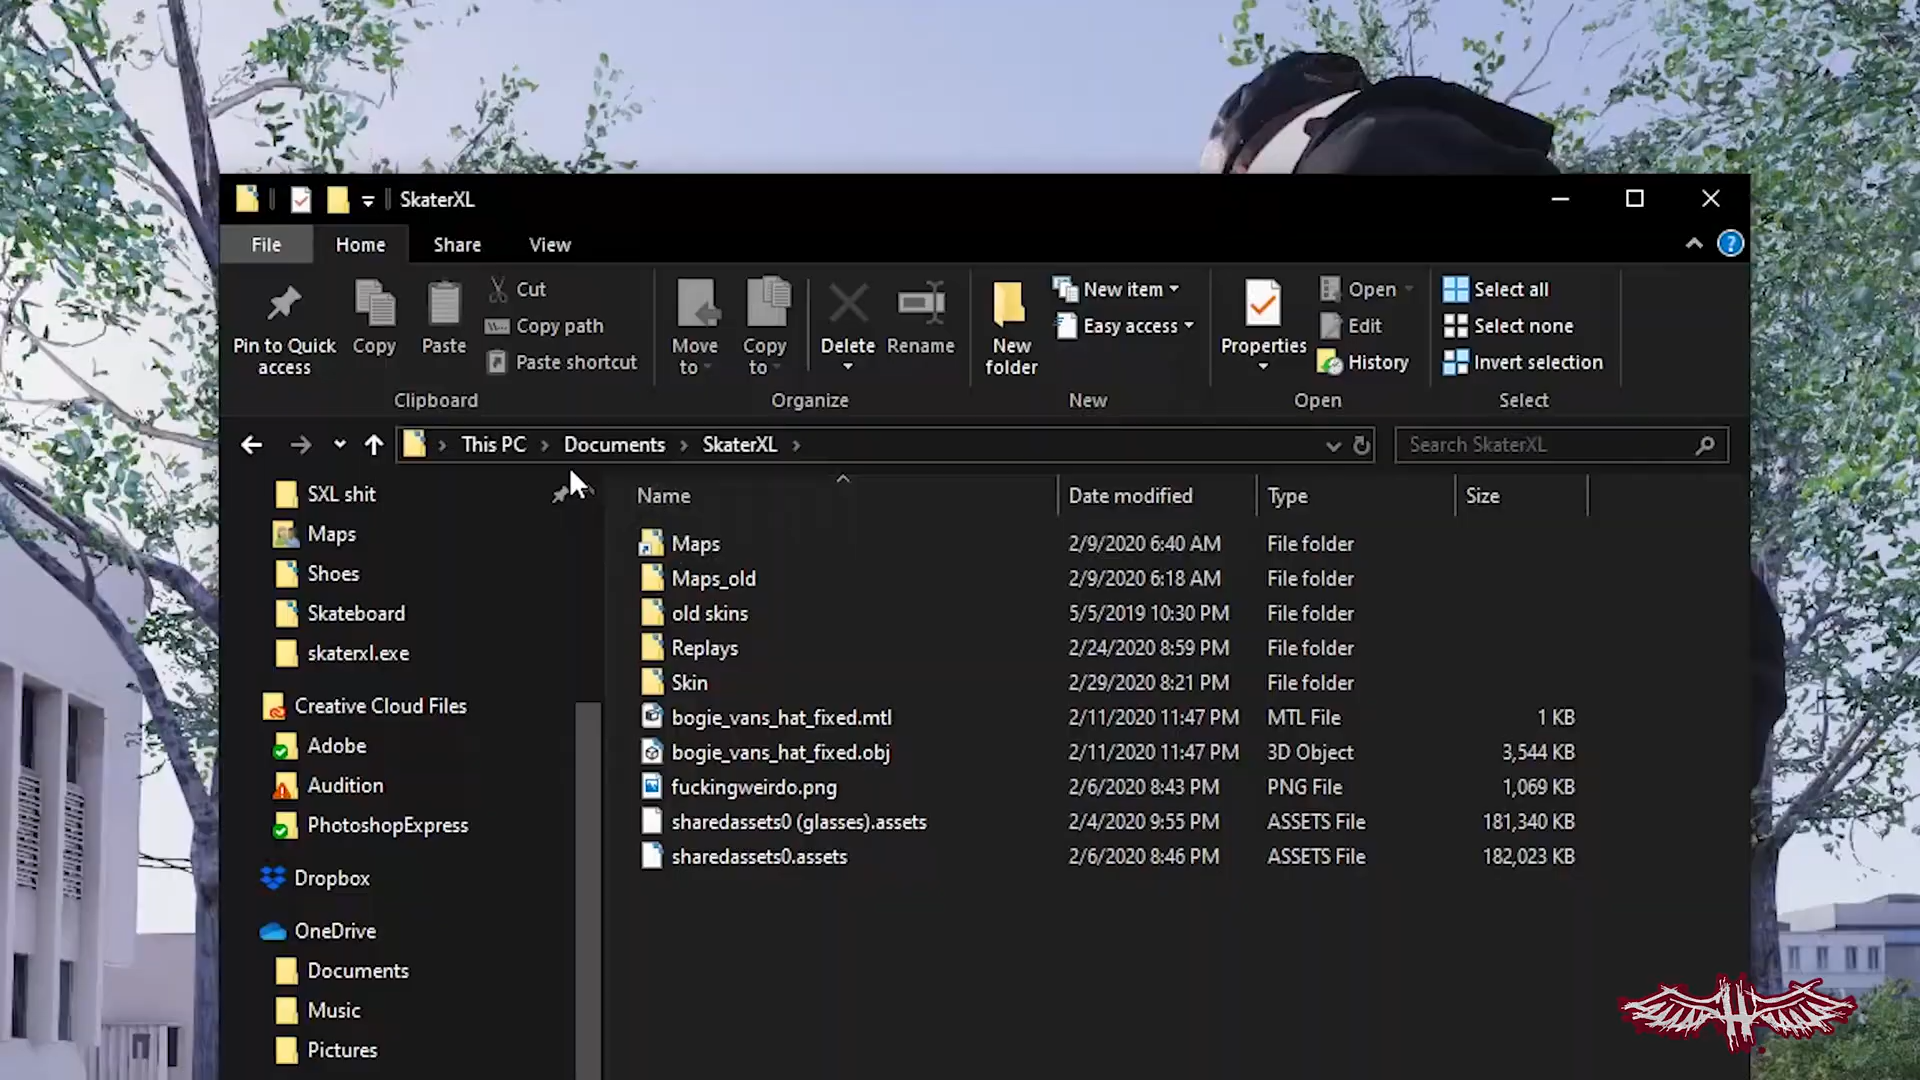 SkaterXL
File Home Share View
Pin to Quick access
Copy
Paste
Cut
Copy path
Paste shortcut
Clipboard
Move to
Copy to
Delete
Rename
Organize
New folder
New item
Easy access
New
Properties
Open
Edit
History
Open
Select all
Select none
Invert selection
Select
This PC Documents SkaterXL
Search SkaterXL
SXL shit
Maps
Shoes
Skateboard
skaterxl.exe
Creative Cloud Files
Adobe
Audition
PhotoshopExpress
Dropbox
OneDrive
Documents
Music
Pictures
Name Date modified Type Size
Maps 2/9/2020 6:40 AM File folder
Maps_old 2/9/2020 6:18 AM File folder
old skins 5/5/2019 10:30 PM File folder
Replays 2/24/2020 8:59 PM File folder
Skin 2/29/2020 8:21 PM File folder
bogie_vans_hat_fixed.mtl 2/11/2020 11:47 PM MTL File 1 KB
bogie_vans_hat_fixed.obj 2/11/2020 11:47 PM 3D Object 3,544 KB
fuckingweirdo.png 2/6/2020 8:43 PM PNG File 1,069 KB
sharedassets0 (glasses).assets 2/4/2020 9:55 PM ASSETS File 181,340 KB
sharedassets0.assets 2/6/2020 8:46 PM ASSETS File 182,023 KB
H